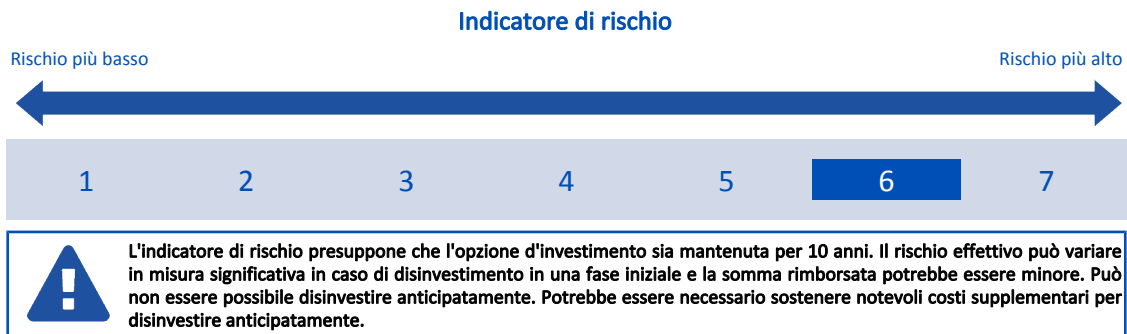 Indicatore di rischio
Rischio più basso
Rischio più alto
1 2 3 4 5 6 7
L'indicatore di rischio presuppone che l'opzione d'investimento sia mantenuta per 10 anni. Il rischio effettivo può variare
in misura significativa in caso di disinvestimento in una fase iniziale e la somma rimborsata potrebbe essere minore. Può
non essere possibile disinvestire anticipatamente. Potrebbe essere necessario sostenere notevoli costi supplementari per
disinvestire anticipatamente.